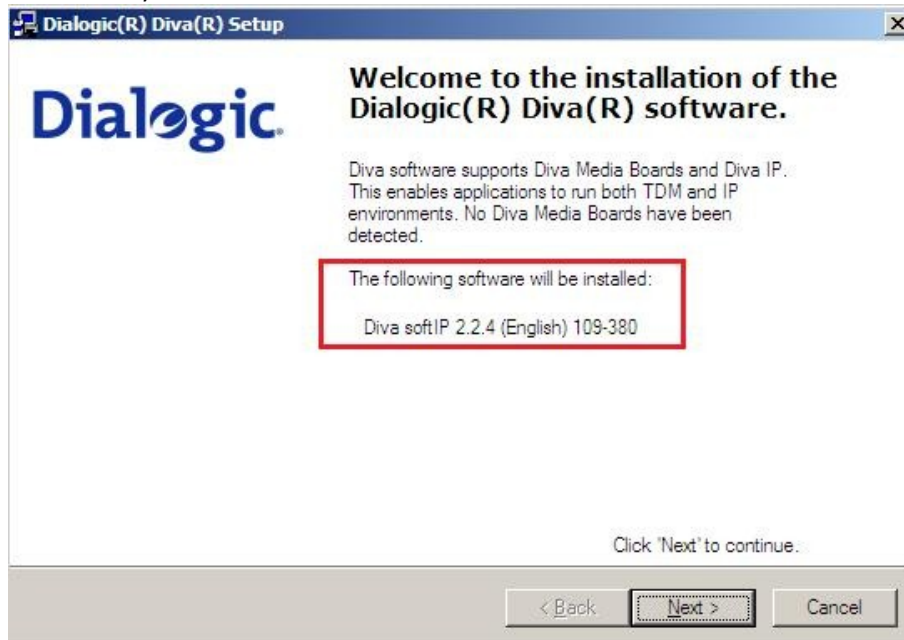 Dialogic(R) Diva(R) Setup
Dialogic.
Welcome to the installation of the
Dialogic(R) Diva(R) software.
Diva software supports Diva Media Boards and Diva IP.
This enables applications to run both TDM and IP
environments. No Diva Media Boards have been
detected.
The following software will be installed:
Diva softIP 2.2.4 (English) 109-380
Click 'Next' to continue.
< Back
Next >
Cancel